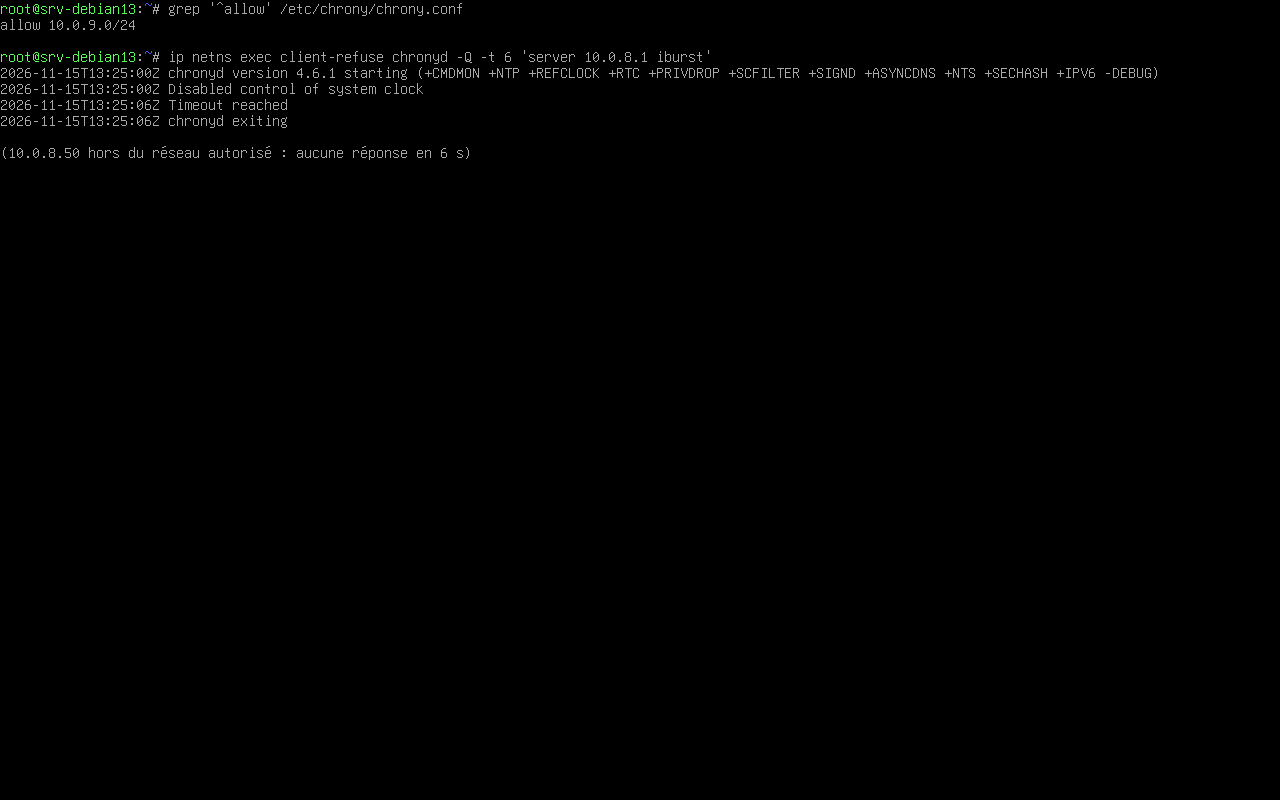 root@srv-debian13:~# grep '^allow' /etc/chrony/chrony.conf
allow 10.0.9.0/24
root@srv-debian13:~# ip netns exec client-refuse chronyd -Q -t 6 'server 10.0.8.1 iburst'
2026-11-15T13:25:00Z chronyd version 4.6.1 starting (+CMDMON +NTP +REFCLOCK +RTC +PRIVDROP +SCFILTER +SIGND +ASYNCDNS +NTS +SECHASH +IPV6 -DEBUG)
2026-11-15T13:25:00Z Disabled control of system clock
2026-11-15T13:25:06Z Timeout reached
2026-11-15T13:25:06Z chronyd exiting
(10.0.8.50 hors du réseau autorisé : aucune réponse en 6 s)